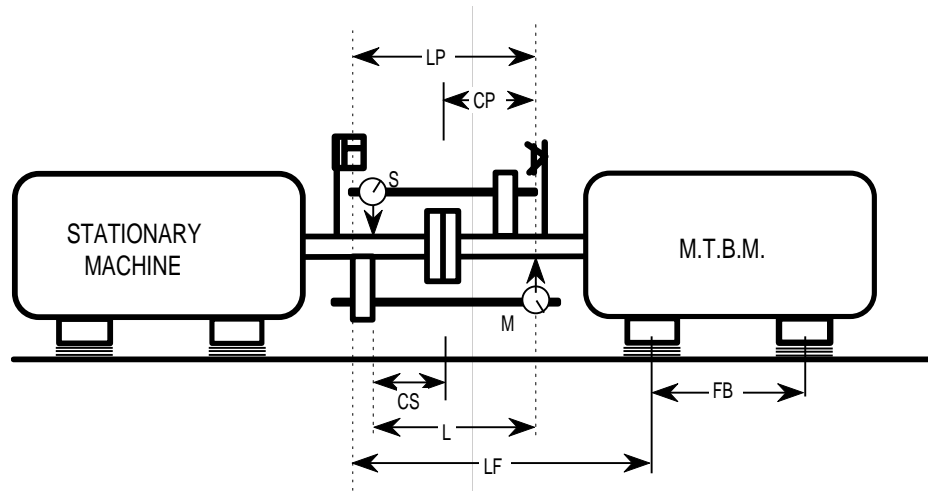 LP
CP
S
STATIONARY
MACHINE
M.T.B.M.
M
CS
FB
L
LF